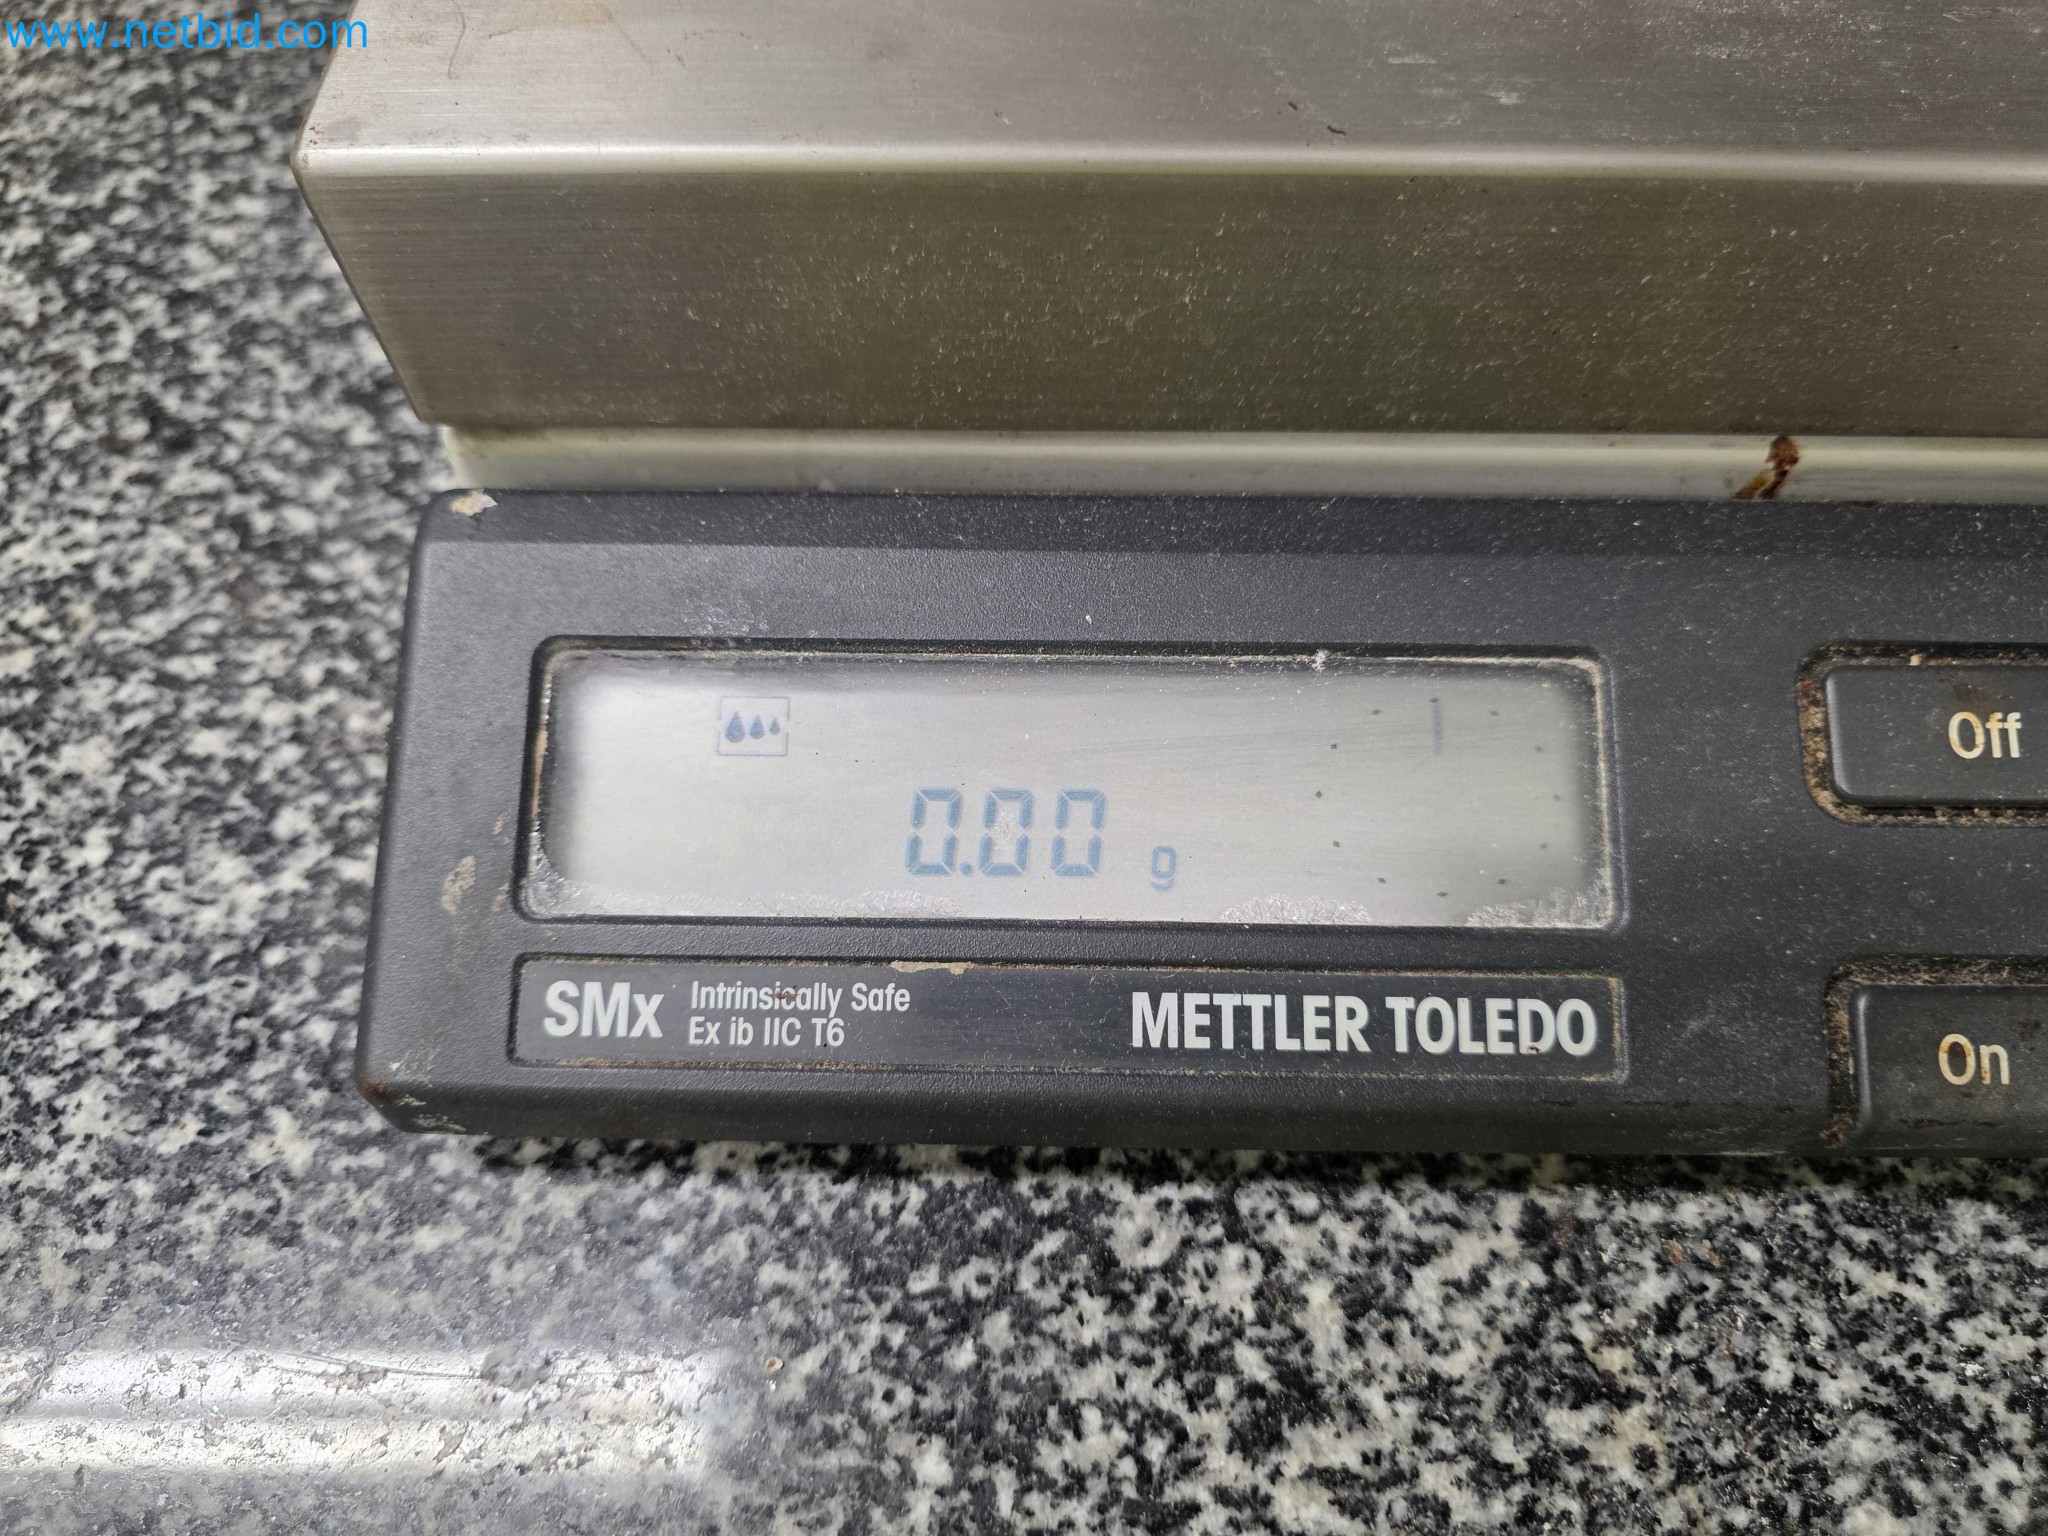 www.netbid.com
Off
0.00 g
SMx Intrinsically Safe
Ex ib IIC T6
METTLER TOLEDO
On